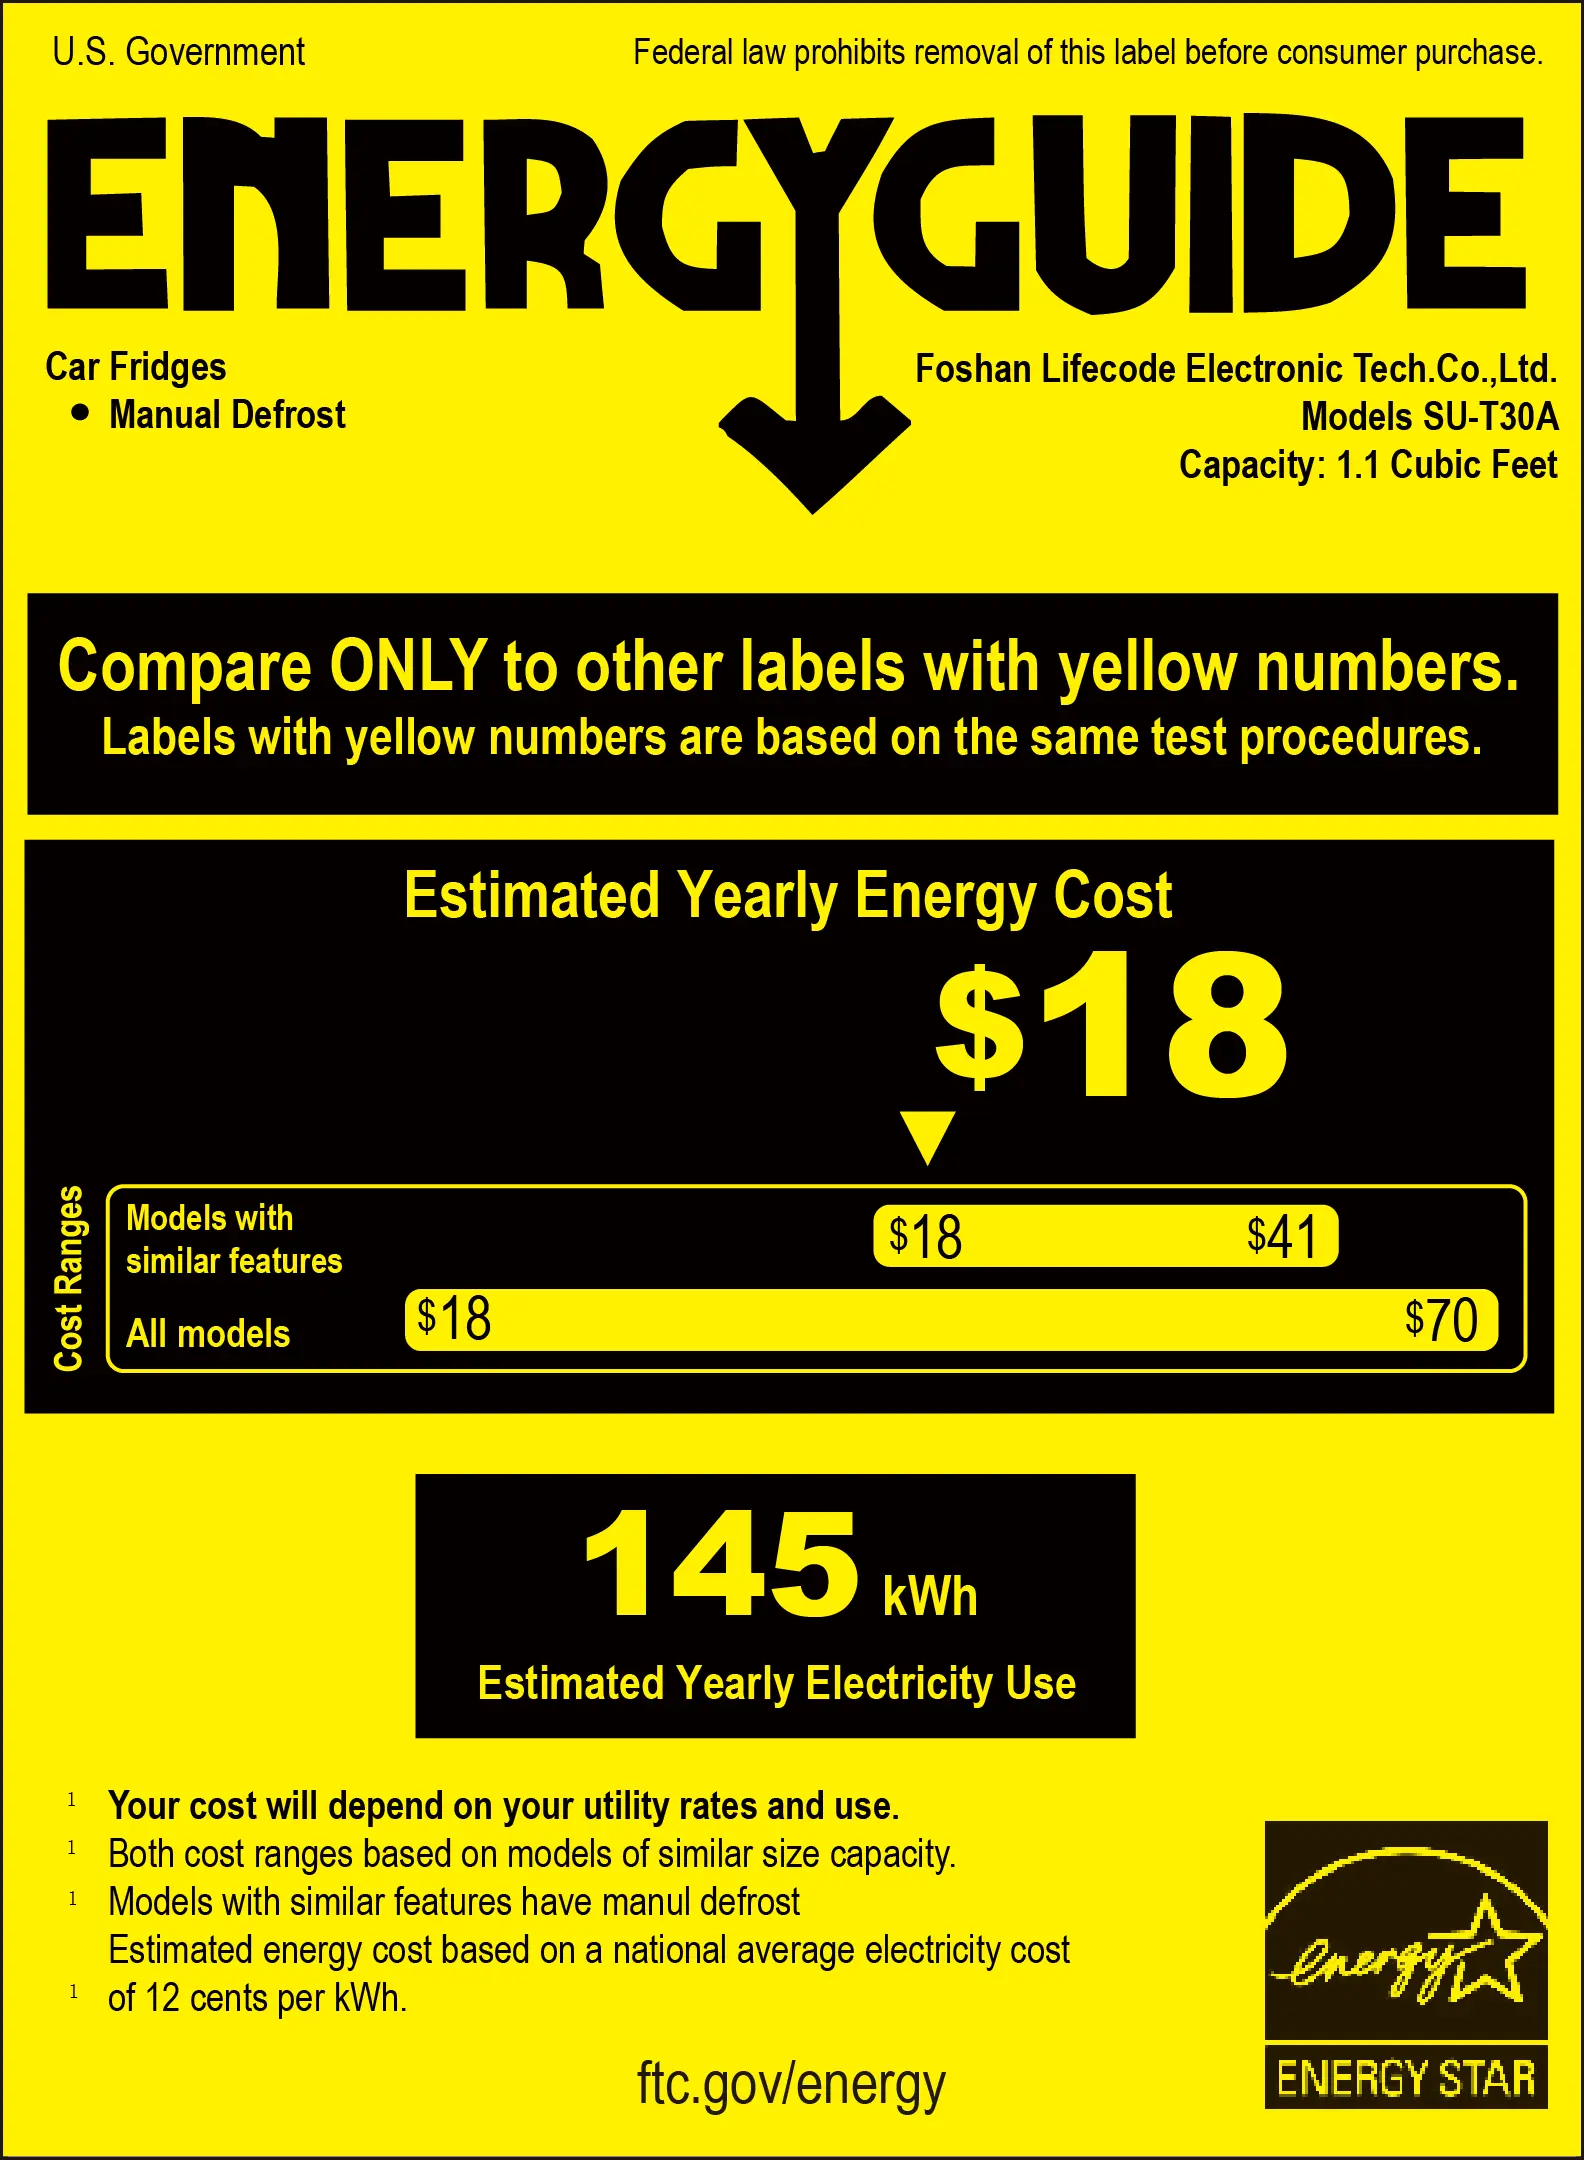 U.S. Government
Federal law prohibits removal of this label before consumer purchase.
ENERGYGUIDE
Car Fridges
• Manual Defrost
Foshan Lifecode Electronic Tech.Co.,Ltd.
Models SU-T30A
Capacity: 1.1 Cubic Feet
Compare ONLY to other labels with yellow numbers.
Labels with yellow numbers are based on the same test procedures.
Estimated Yearly Energy Cost
$18
Cost Ranges
Models with
similar features
$18 $41
All models
$18 $70
145 kWh
Estimated Yearly Electricity Use
1 Your cost will depend on your utility rates and use.
1 Both cost ranges based on models of similar size capacity.
1 Models with similar features have manul defrost
Estimated energy cost based on a national average electricity cost
1 of 12 cents per kWh.
ftc.gov/energy
energy
ENERGY STAR